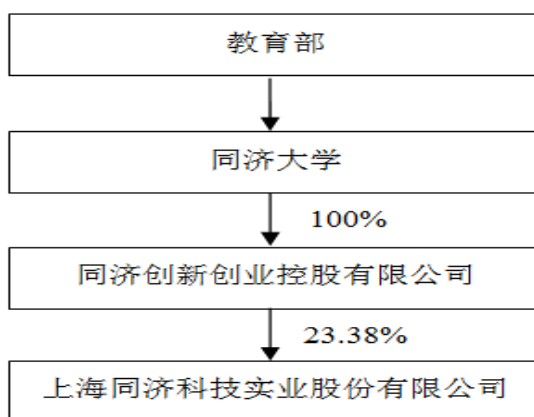 教育部
同济大学
100%
同济创新创业控股有限公司
23.38%
上海同济科技实业股份有限公司